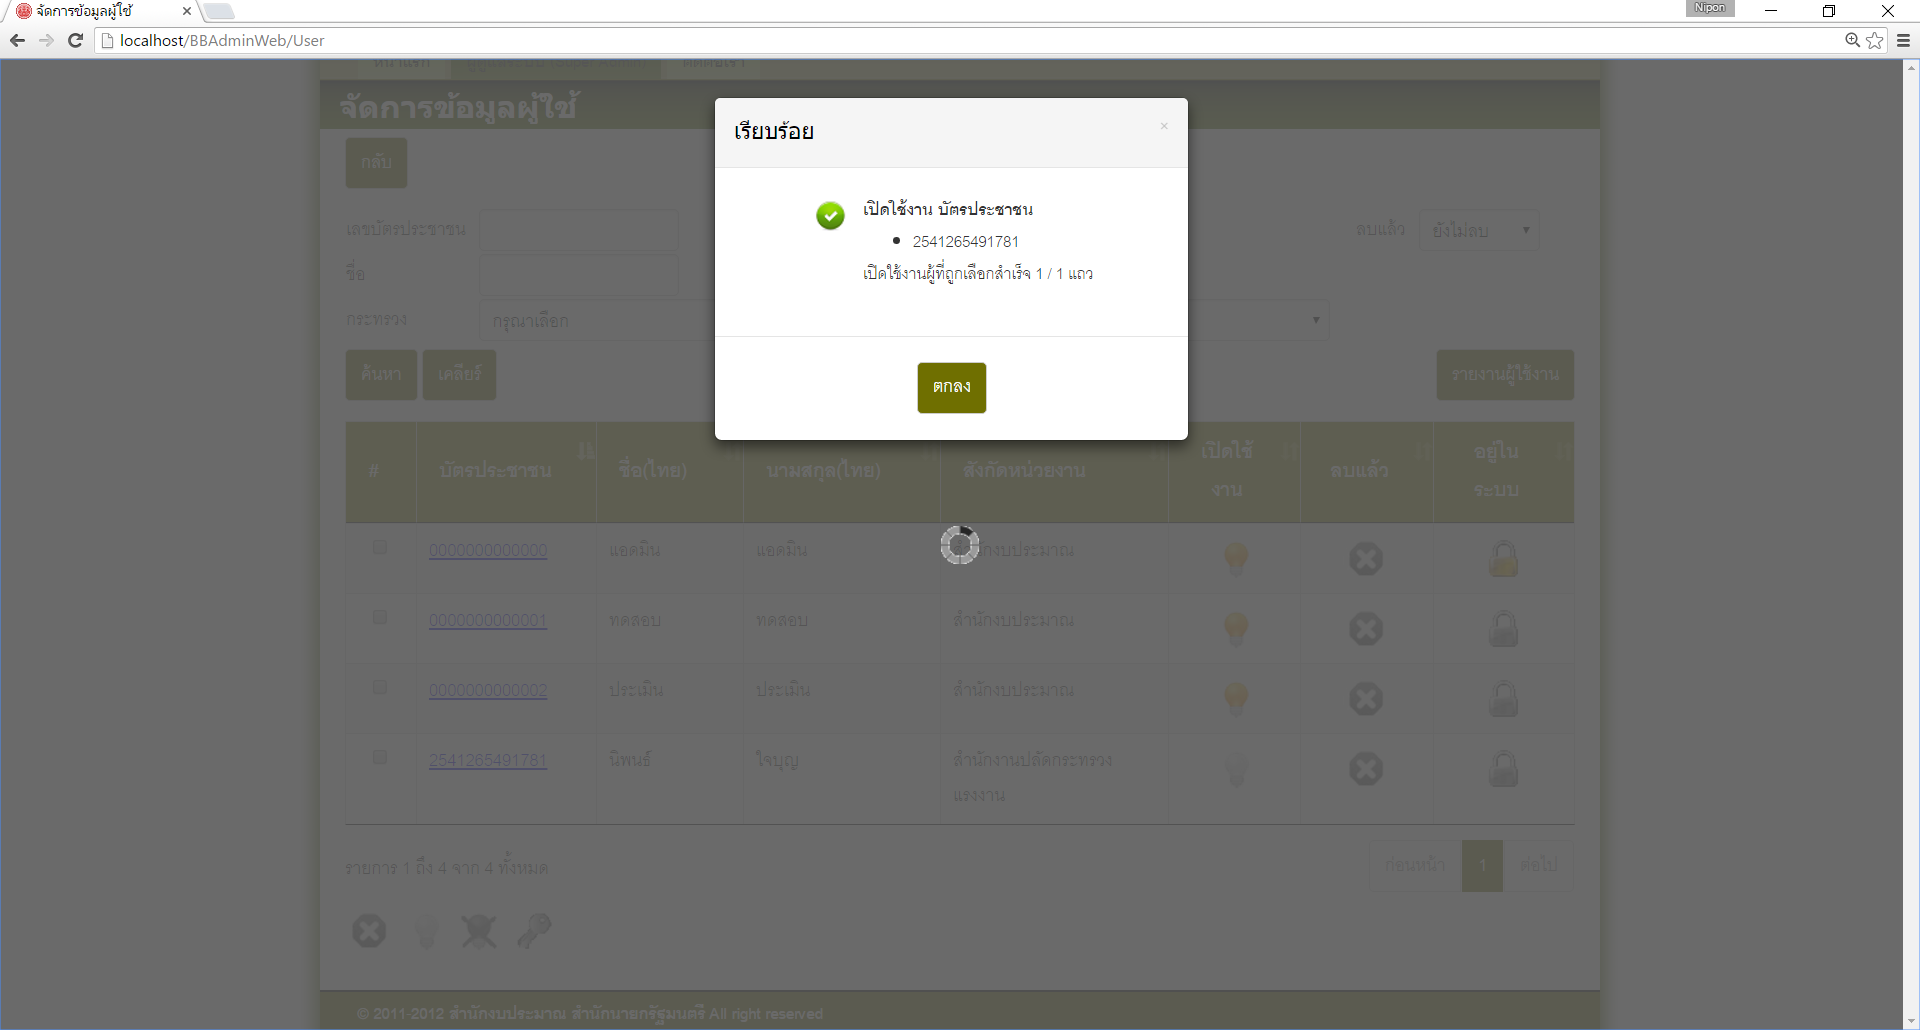 จัดการข้อมูลผู้ใช้
Nipon
localhost/BBAdminWeb/User
หน้าแรก
จัดการข้อมูลผู้ใช้
กลับ
เลขบัตรประชาชน
ลบแล้ว ยังไม่ลบ
ชื่อ
กระทรวง กรุณาเลือก
ค้นหา เคลียร์ รายงานผู้ใช้งาน
เรียบร้อย
×
เปิดใช้งาน บัตรประชาชน
2541265491781
เปิดใช้งานผู้ที่ถูกเลือกสำเร็จ 1 / 1 แถว
ตกลง
# บัตรประชาชน ชื่อ(ไทย) นามสกุล(ไทย) สังกัดหน่วยงาน เปิดใช้ ลบแล้ว อยู่ใน
งาน ระบบ
0000000000000 แอดมิน แอดมิน สำนักงบประมาณ
0000000000001 ทดสอบ ทดสอบ สำนักงบประมาณ
0000000000002 ประเมิน ประเมิน สำนักงบประมาณ
2541265491781 นิพนธ์ ใจบุญ สำนักงานปลัดกระทรวง
แรงงาน
รายการ 1 ถึง 4 จาก 4 ทั้งหมด
ก่อนหน้า 1 ต่อไป
© 2011-2012 สำนักงบประมาณ สำนักนายกรัฐมนตรี All right reserved